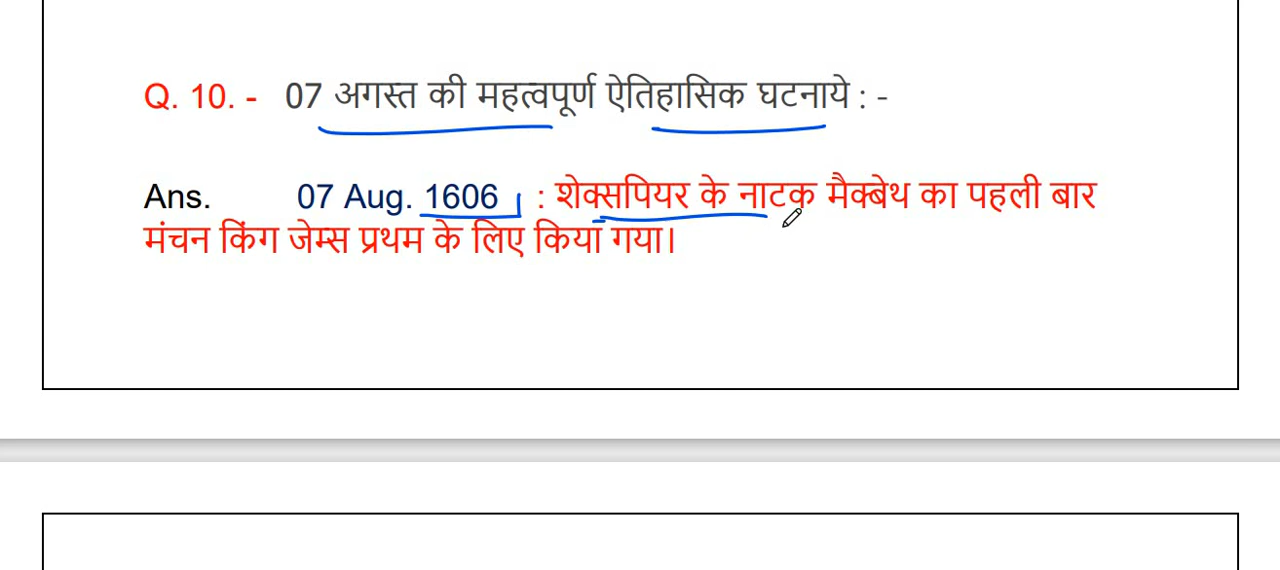 Q. 10. - 07 अगस्त की महत्वपूर्ण ऐतिहासिक घटनाये : -
Ans. 07 Aug. 1606 : शेक्सपियर के नाटक मैक्बेथ का पहली बार
मंचन किंग जेम्स प्रथम के लिए किया गया।